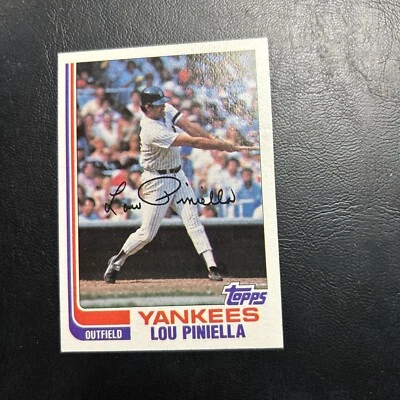 Lou Piniella
topps
YANKEES
OUTFIELD
LOU PINIELLA